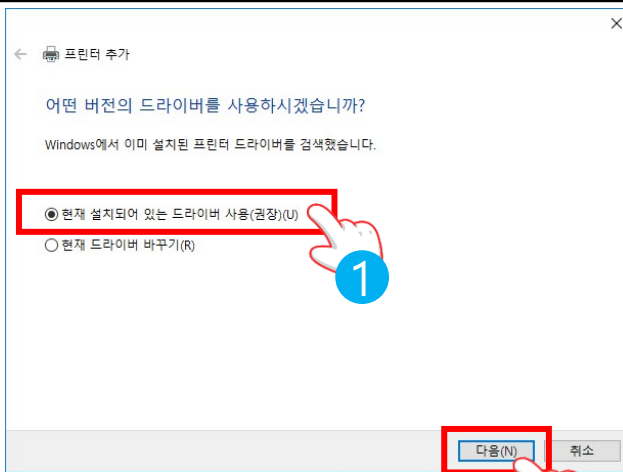 프린터 추가
어떤 버전의 드라이버를 사용하시겠습니까?
Windows에서 이미 설치된 프린터 드라이버를 검색했습니다.
현재 설치되어 있는 드라이버 사용(권장)(U)
현재 드라이버 바꾸기(R)
1
다음(N) 취소